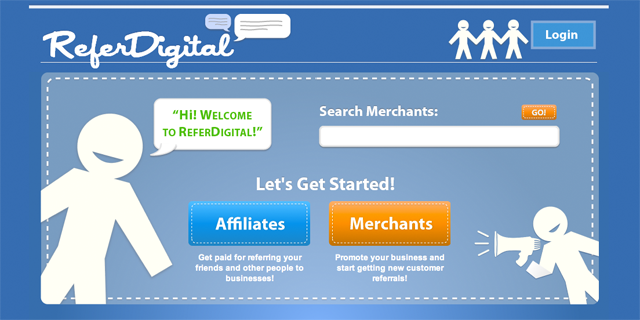 ReferDigital
Login
“Hi! Welcome
to ReferDigital!”
Search Merchants:
GO!
Let's Get Started!
Affiliates
Merchants
Get paid for referring your
friends and other people to
businesses!
Promote your business and
start getting new customer
referrals!